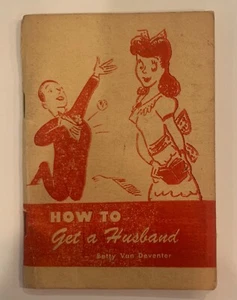 HOW TO
Get a Husband
- Betty Van Deventer